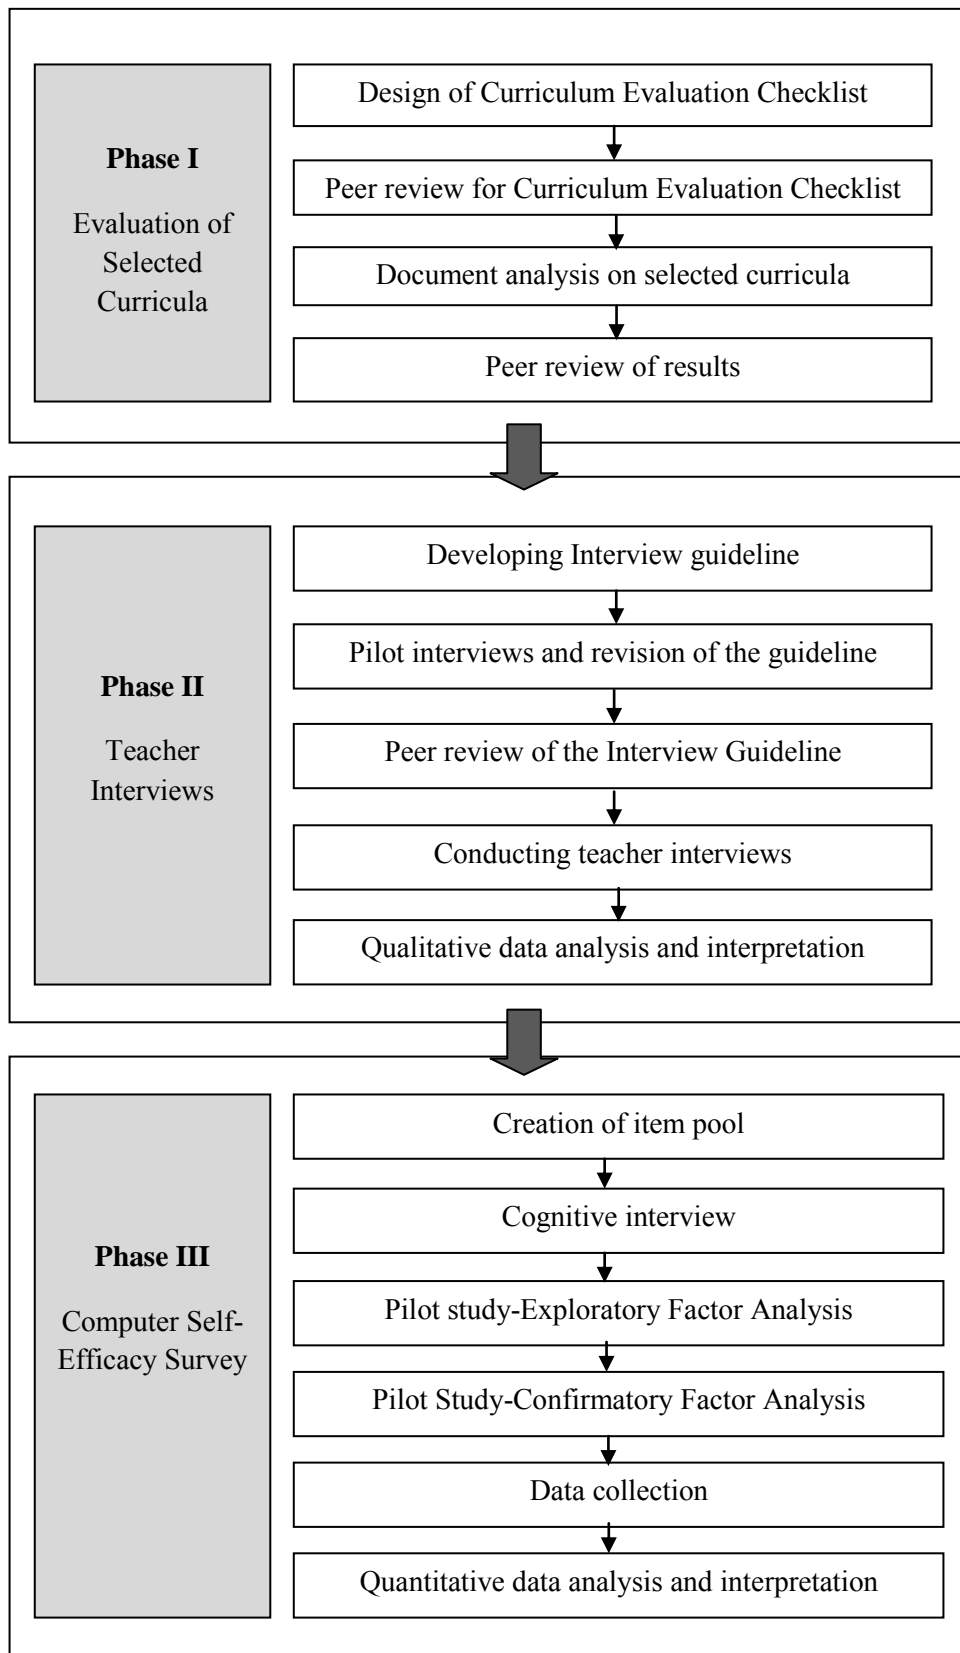 Phase I
Evaluation of
Selected
Curricula
Design of Curriculum Evaluation Checklist
Peer review for Curriculum Evaluation Checklist
Document analysis on selected curricula
Peer review of results
Phase II
Teacher
Interviews
Developing Interview guideline
Pilot interviews and revision of the guideline
Peer review of the Interview Guideline
Conducting teacher interviews
Qualitative data analysis and interpretation
Phase III
Computer Self-
Efficacy Survey
Creation of item pool
Cognitive interview
Pilot study-Exploratory Factor Analysis
Pilot Study-Confirmatory Factor Analysis
Data collection
Quantitative data analysis and interpretation